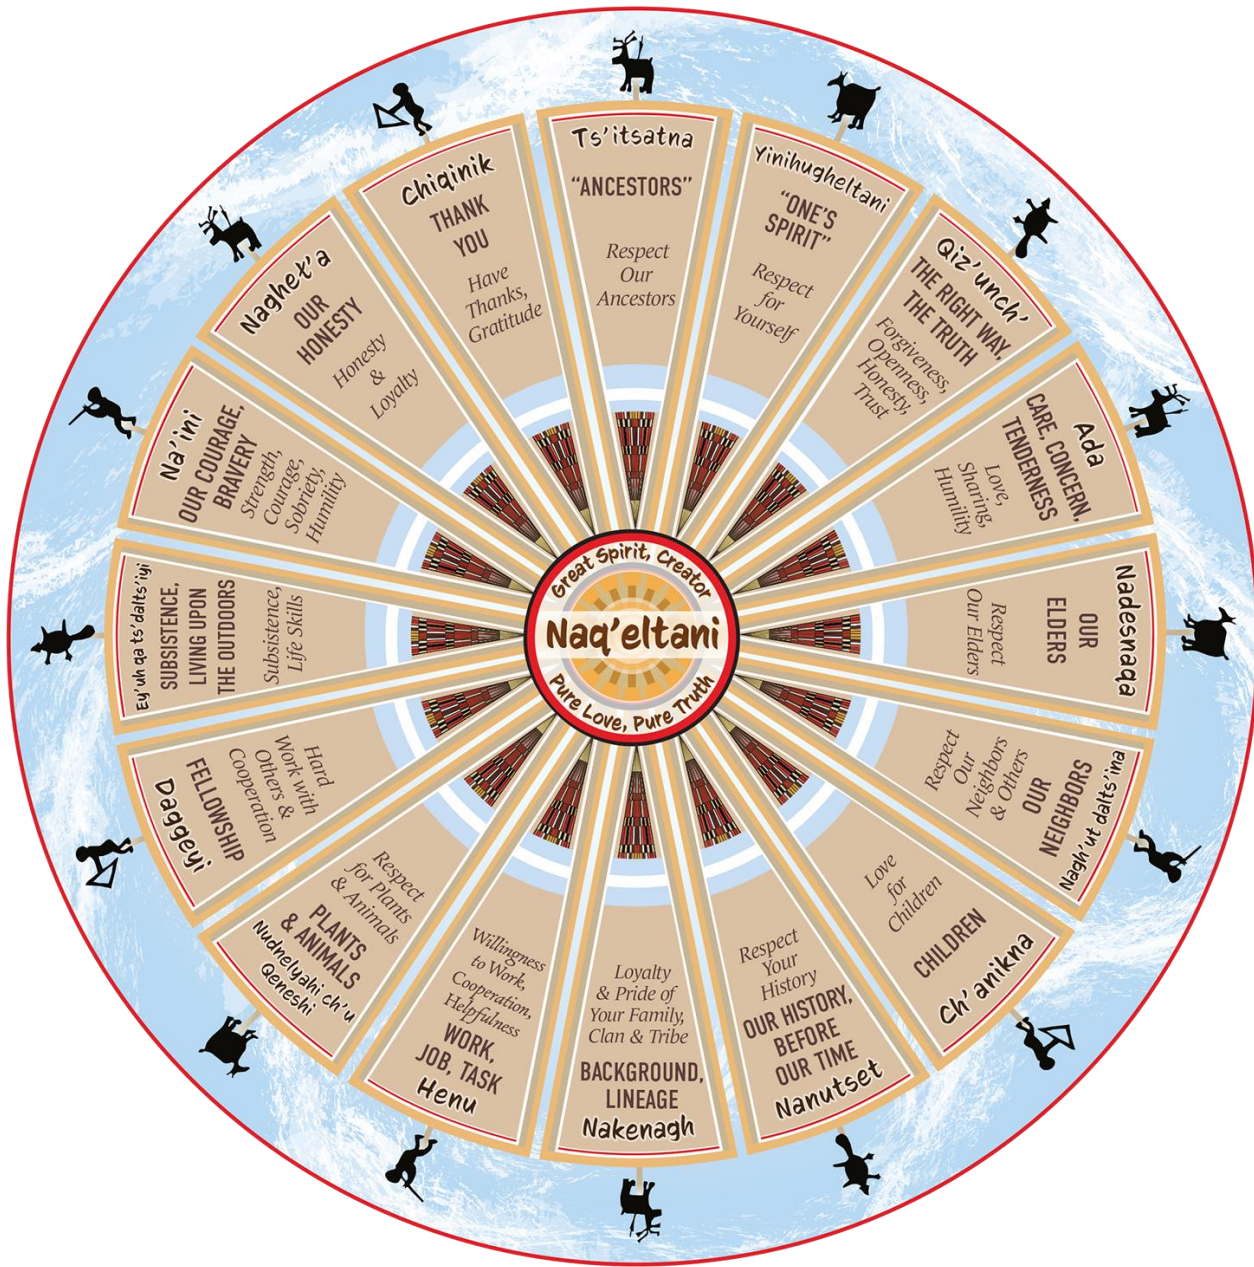 Ts'itsatna
"ANCESTORS"
Respect
Our
Ancestors
Yinihugheltani
"ONE'S
SPIRIT"
Respect
for
Yourself
Qiz'unch'
THE RIGHT WAY,
THE TRUTH
Forgiveness,
Openness,
Honesty,
Trust
Ada
CARE, CONCERN,
TENDERNESS
Love,
Sharing,
Humility
Nadesnaqa
OUR
ELDERS
Respect
Our Elders
Nagh'ut dalts'ina
OUR
NEIGHBORS
Respect
Our
Neighbors
& Others
Love
for
Children
CHILDREN
Ch'anikna
Respect
Your
History
OUR HISTORY,
BEFORE
OUR TIME
Nanutset
Loyalty
& Pride of
Your Family,
Clan & Tribe
BACKGROUND,
LINEAGE
Nakenagh
Willingness
to Work,
Cooperation,
Helpfulness
WORK,
JOB, TASK
Henu
Respect
for Plants
& Animals
PLANTS
& ANIMALS
Nudnelyahi ch'u
Qeneshi
Hard
Work with
Others &
Cooperation
FELLOWSHIP
Daggeyi
Ey'uh qa ts'dalts'iyi
SUBSISTENCE,
LIVING UPON
THE OUTDOORS
Subsistence,
Life Skills
Na'ini
OUR COURAGE,
BRAVERY
Strength,
Courage,
Sobriety,
Humility
Nagheł'a
OUR
HONESTY
Honesty
&
Loyalty
Chiqinik
THANK
YOU
Have
Thanks,
Gratitude
Great Spirit, Creator
Naq'eltani
Pure Love, Pure Truth